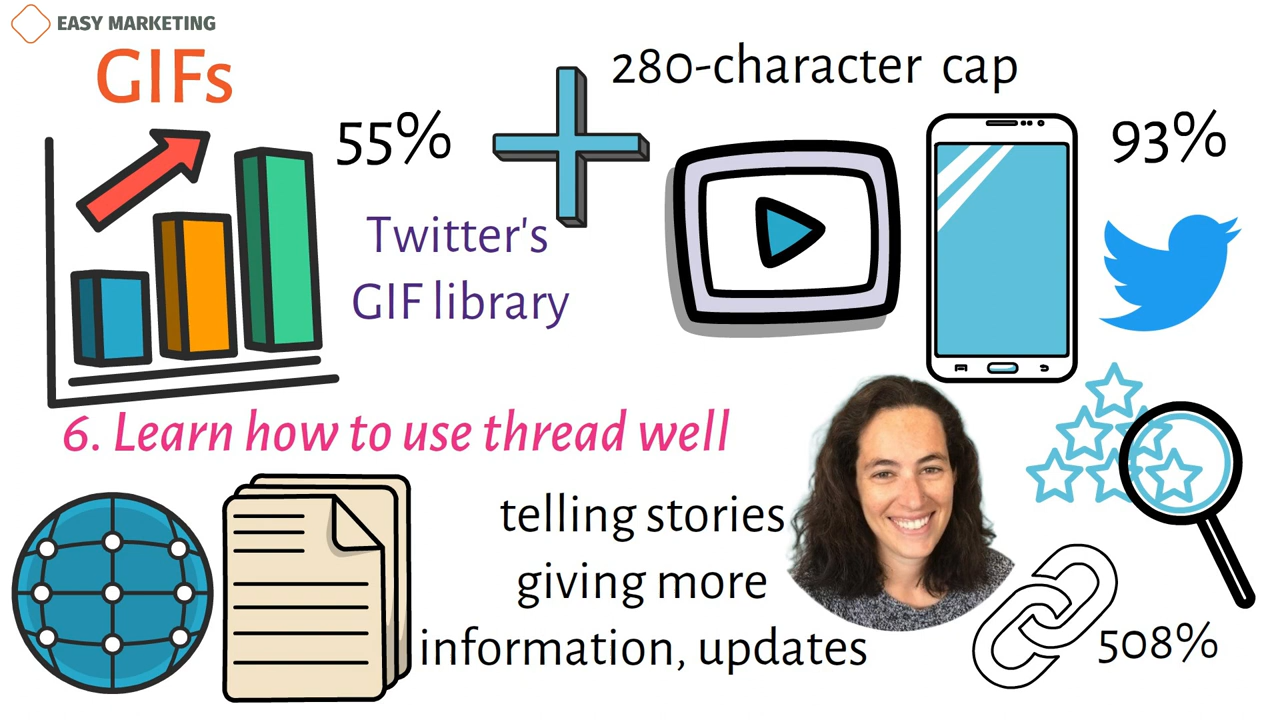 EASY MARKETING
GIFs
280-character cap
55%
93%
Twitter's
GIF library
6. Learn how to use thread well
telling stories
giving more
information, updates
508%